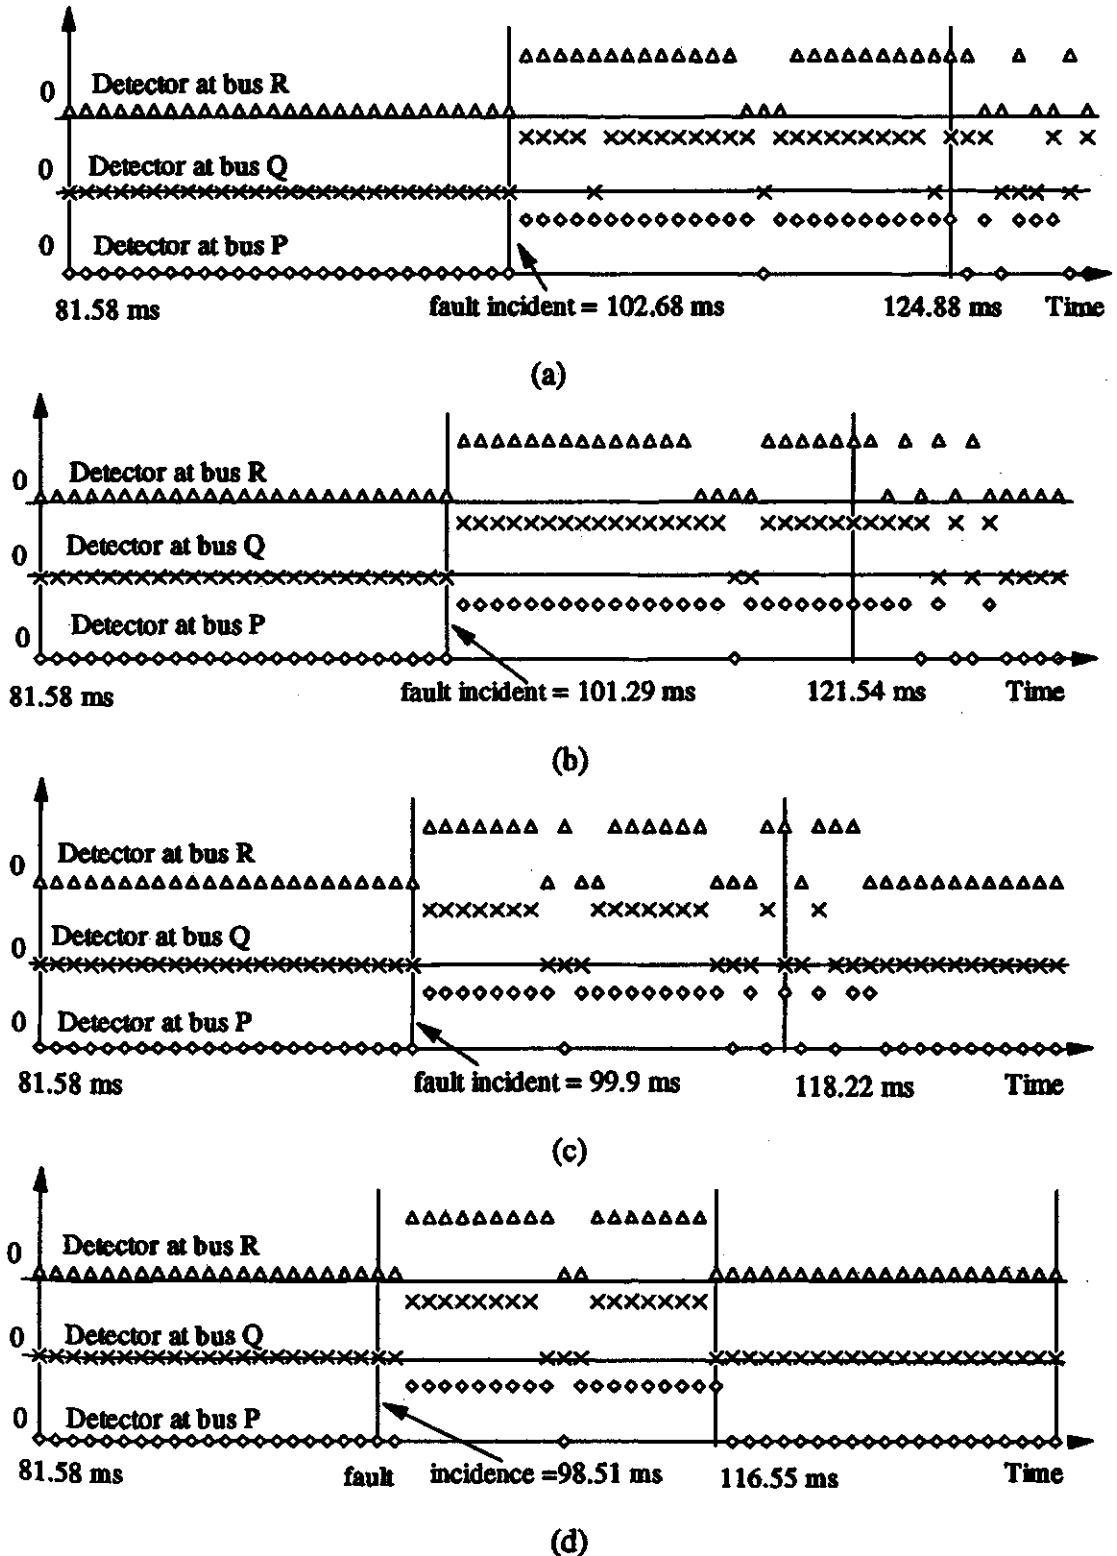 0 Detector at bus R
0 Detector at bus Q
0 Detector at bus P
81.58 ms fault incident = 102.68 ms 124.88 ms Time
(a)
0 Detector at bus R
0 Detector at bus Q
0 Detector at bus P
81.58 ms fault incident = 101.29 ms 121.54 ms Time
(b)
0 Detector at bus R
0 Detector at bus Q
0 Detector at bus P
81.58 ms fault incident = 99.9 ms 118.22 ms Time
(c)
0 Detector at bus R
0 Detector at bus Q
0 Detector at bus P
81.58 ms fault incidence =98.51 ms 116.55 ms Time
(d)